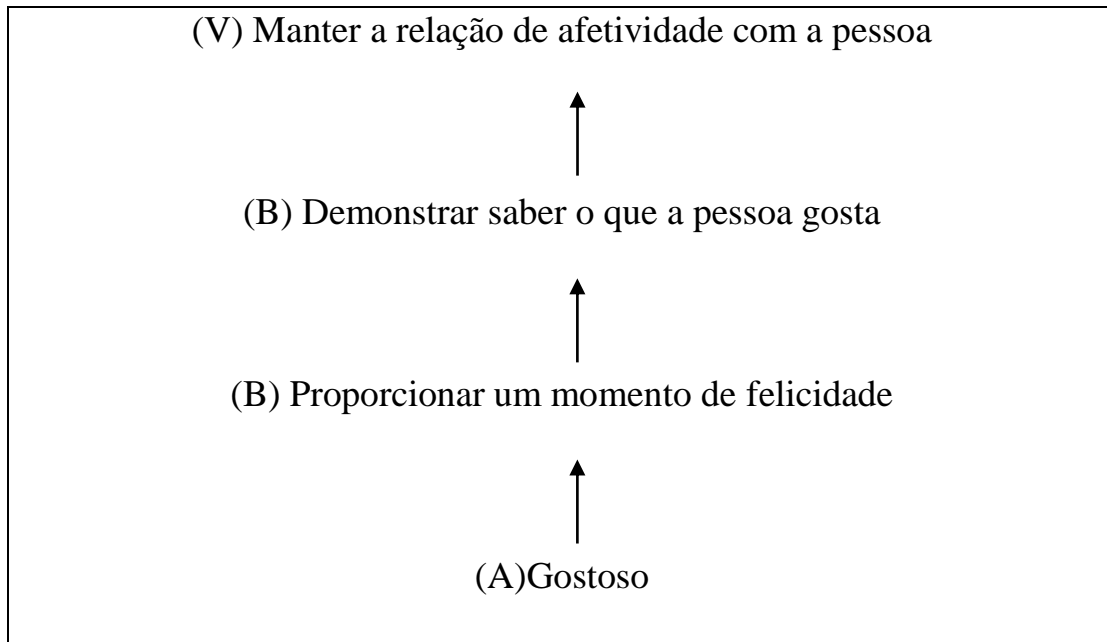 (V) Manter a relação de afetividade com a pessoa
(B) Demonstrar saber o que a pessoa gosta
(B) Proporcionar um momento de felicidade
(A)Gostoso